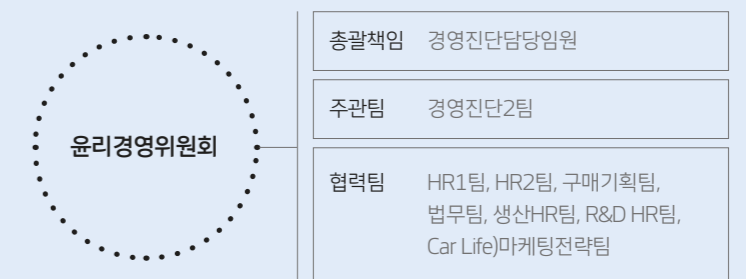 윤리경영위원회
총괄책임 경영진단담당임원
주관팀 경영진단2팀
협력팀 HR1팀, HR2팀, 구매기획팀,
법무팀, 생산HR팀, R&D HR팀,
Car Life)마케팅전략팀